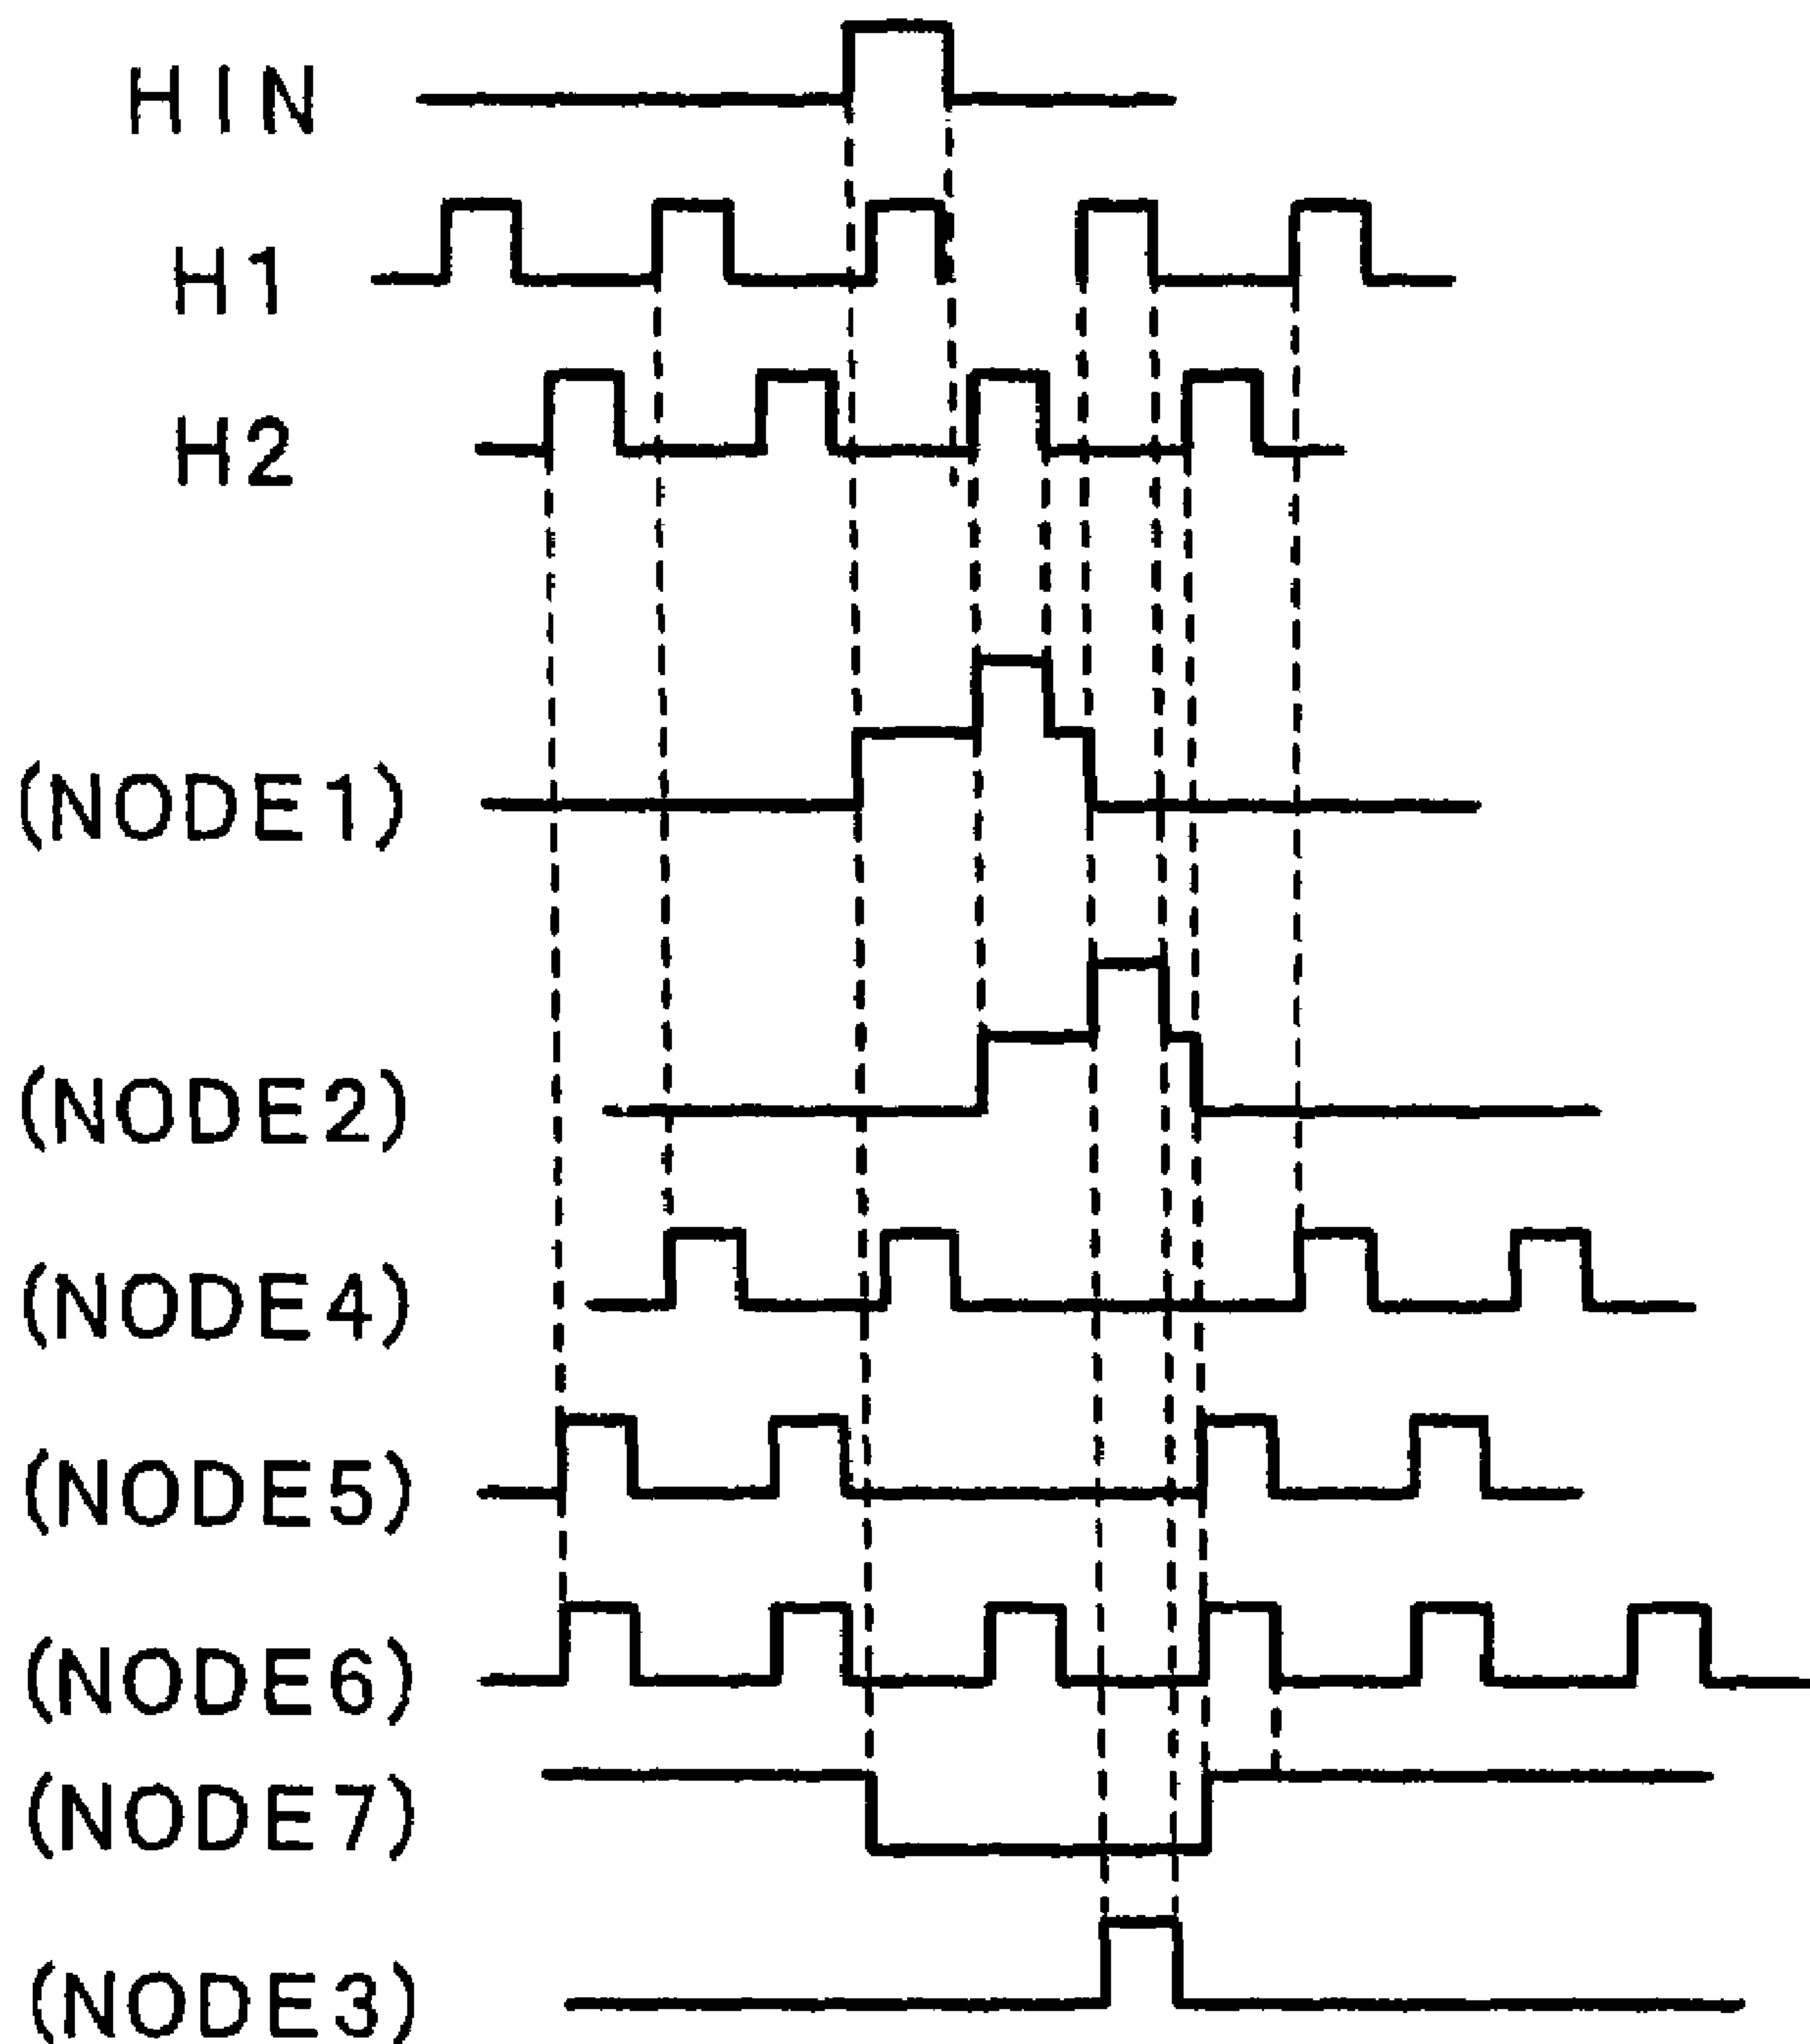 HIN
H1
H2
(NODE1)
(NODE2)
(NODE4)
(NODE5)
(NODE6)
(NODE7)
(NODE3)